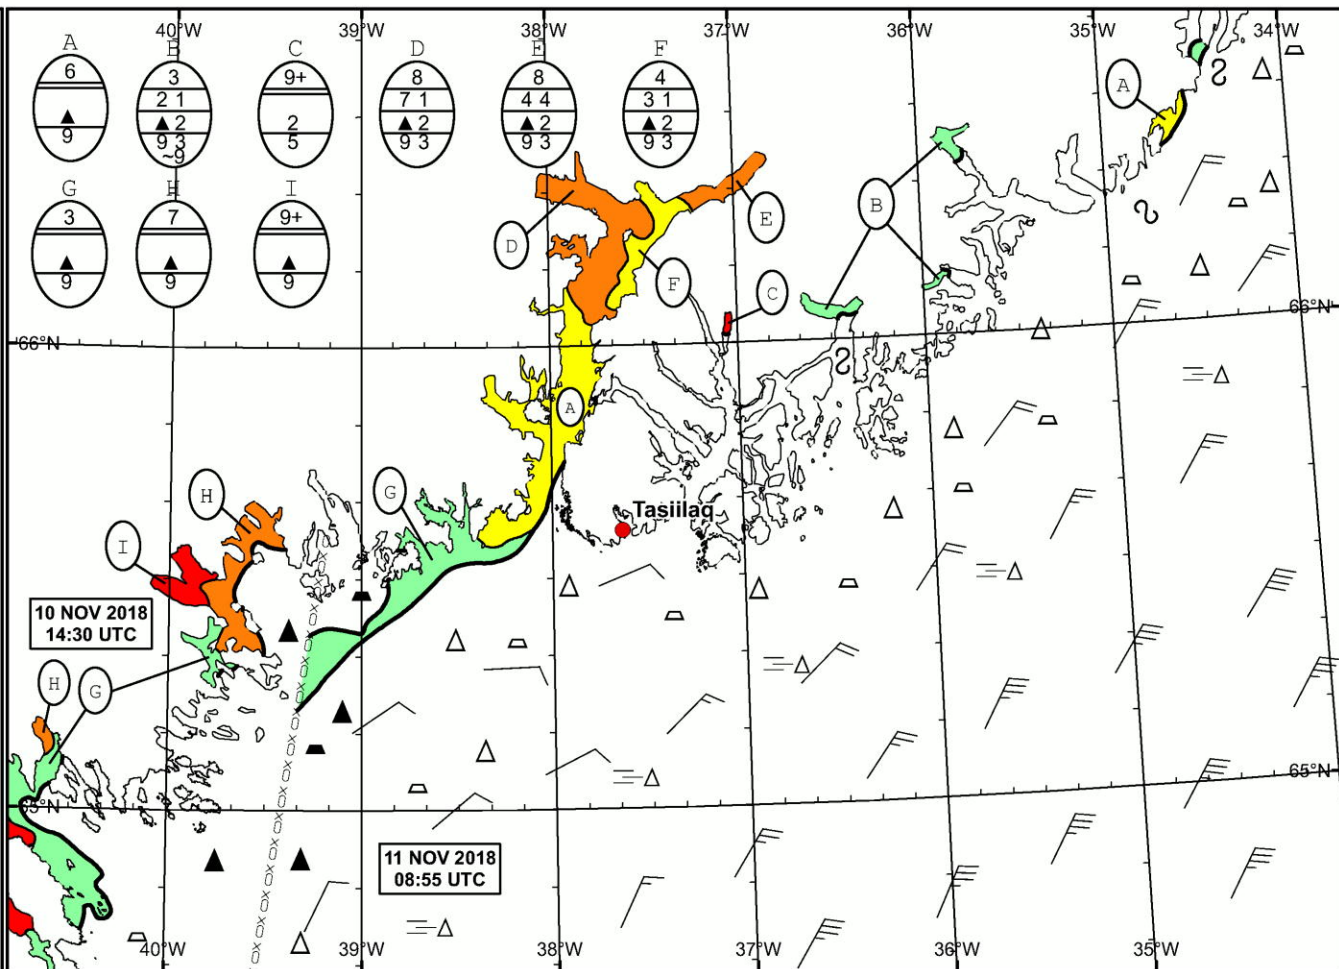 40°W 39°W 38°W 37°W 36°W 35°W 34°W
A B C D E F
6 3 9+ 8 8 4
2 1 7 1 4 4 3 1
2 2 2 2 2
9 9 3 5 9 3 9 3 9 3
~9
G H I
3 7 9+
9 9 9
A
B
E
D
F
C
66°N
66°N
A
H
G
Tasiilaq
I
10 NOV 2018
14:30 UTC
H G
65°N
5°N
11 NOV 2018
08:55 UTC
40°W 39°W 38°W 37°W 36°W 35°W